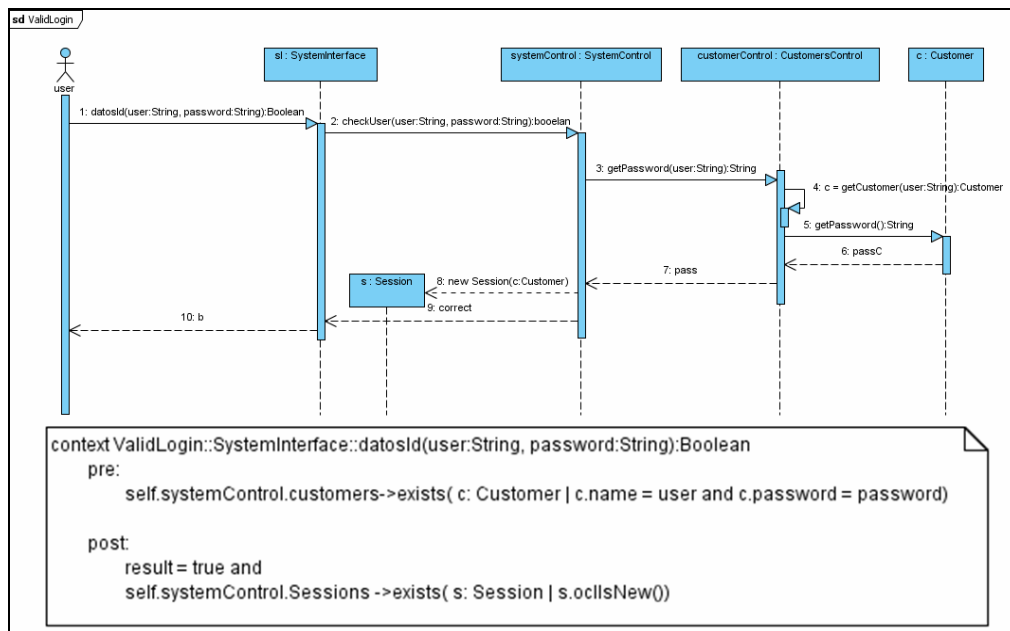 sd ValidLogin
sI : SystemInterface
systemControl : SystemControl
customerControl : CustomersControl
c : Customer
user
1: datosId(user:String, password:String):Boolean
2: checkUser(user:String, password:String):booelan
3: getPassword(user:String):String
4: c = getCustomer(user:String):Customer
5: getPassword():String
6: passC
7: pass
s : Session
8: new Session(c:Customer)
9: correct
10: b
context ValidLogin::SystemInterface::datosId(user:String, password:String):Boolean
pre:
self.systemControl.customers->exists( c: Customer | c.name = user and c.password = password)
post:
result = true and
self.systemControl.Sessions ->exists( s: Session | s.oclIsNew())